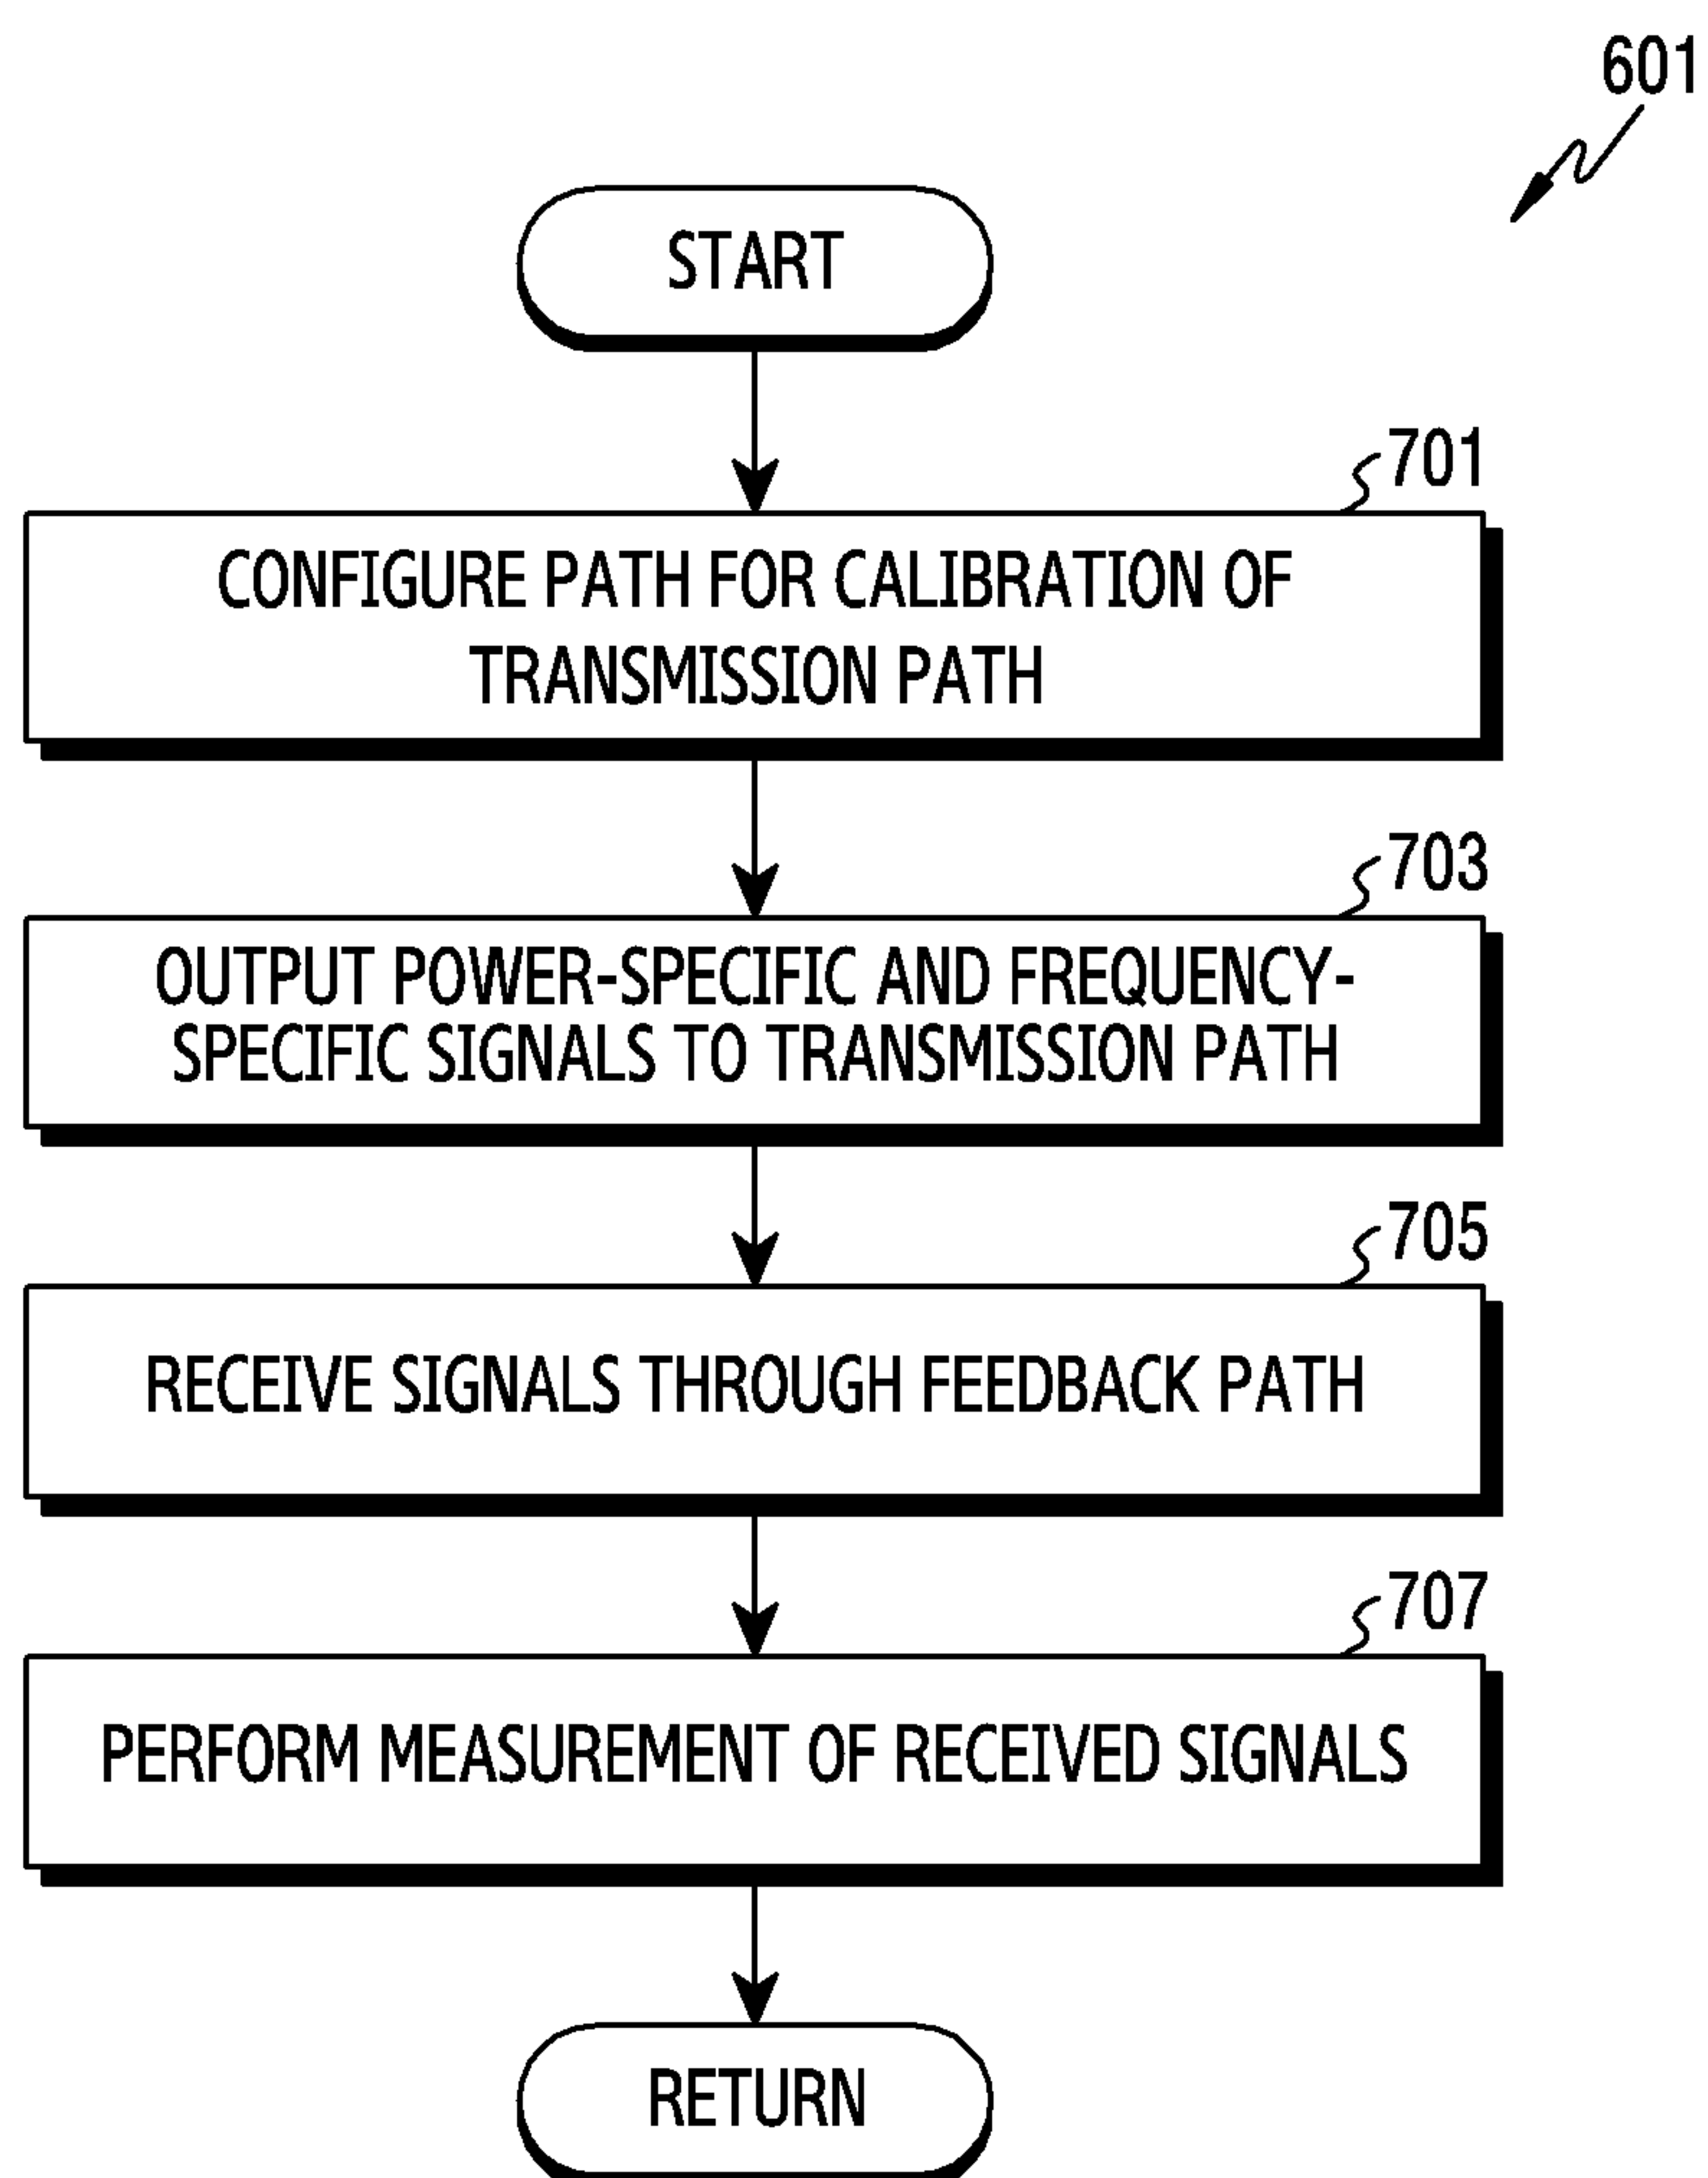 601
START
701
CONFIGURE PATH FOR CALIBRATION OF
TRANSMISSION PATH
703
OUTPUT POWER-SPECIFIC AND FREQUENCY-
SPECIFIC SIGNALS TO TRANSMISSION PATH
705
RECEIVE SIGNALS THROUGH FEEDBACK PATH
707
PERFORM MEASUREMENT OF RECEIVED SIGNALS
RETURN